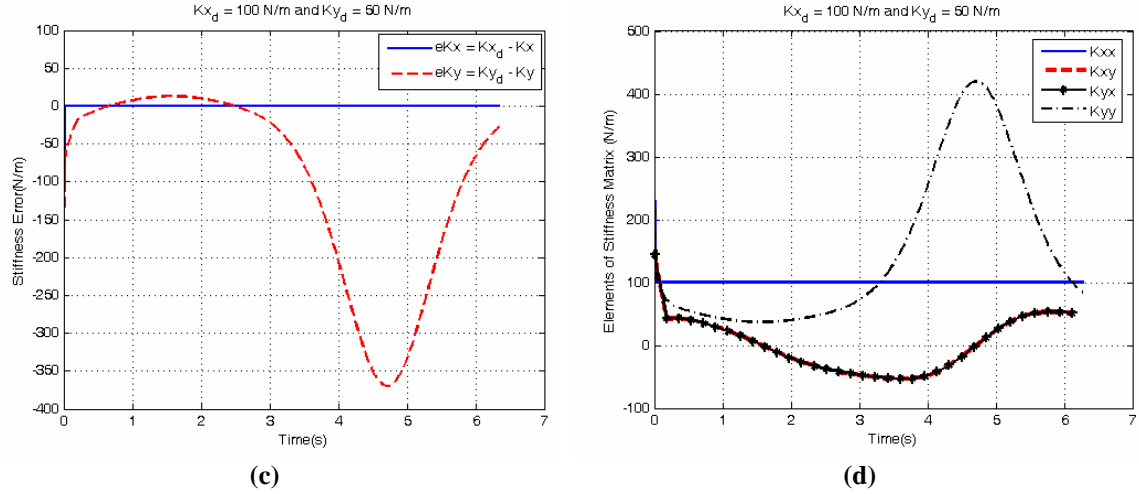 Kx_d = 100 N/m and Ky_d = 50 N/m
100
50
0
-50
-100
-150
-200
-250
-300
-350
-400
Stiffness Error(N/m)
0 1 2 3 4 5 6 7
Time(s)
eKx = Kx_d - Kx
eKy = Ky_d - Ky
(c)
Kx_d = 100 N/m and Ky_d = 50 N/m
500
400
300
200
100
0
-100
Elements of Stiffness Matrix (N/m)
0 1 2 3 4 5 6 7
Time(s)
Kxx
Kxy
Kyx
Kyy
(d)